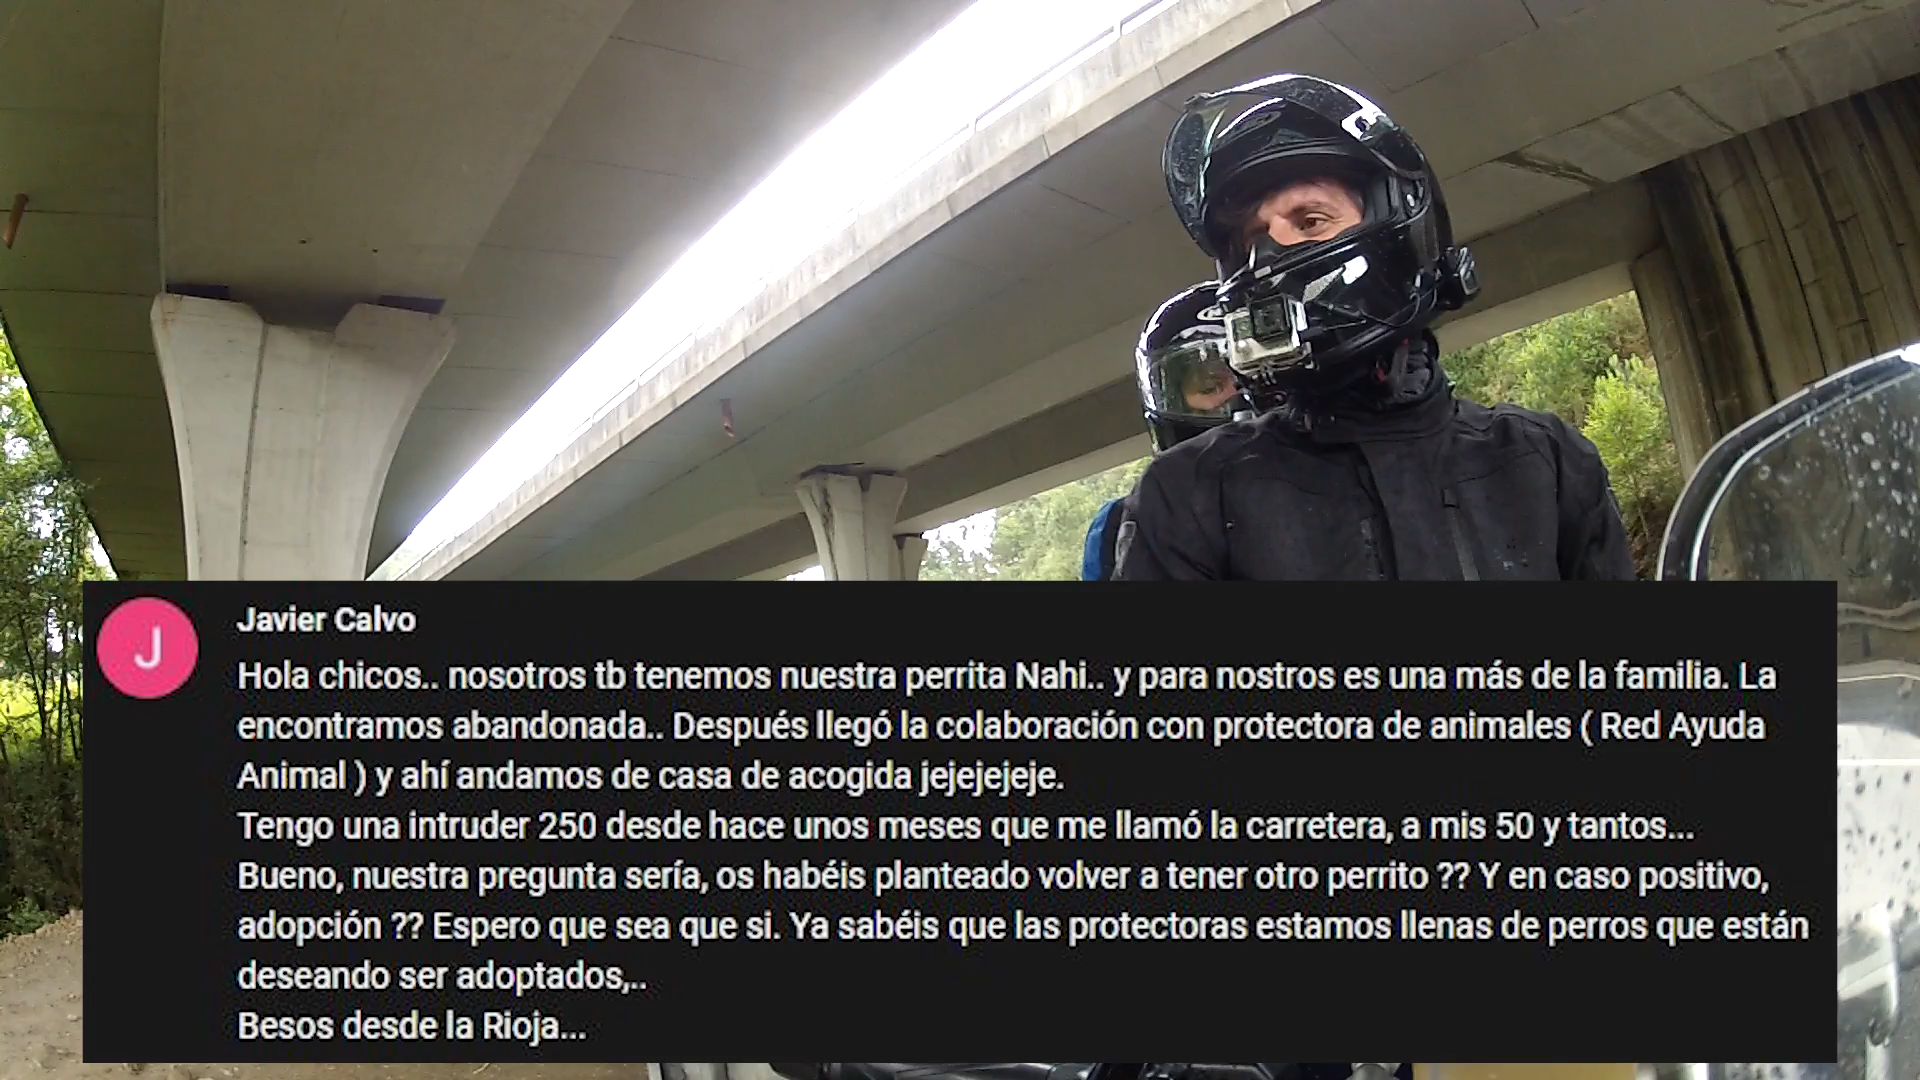 J
Javier Calvo
Hola chicos.. nosotros tb tenemos nuestra perrita Nahi.. y para nostros es una más de la familia. La
encontramos abandonada.. Después llegó la colaboración con protectora de animales ( Red Ayuda
Animal ) y ahí andamos de casa de acogida jejejejeje.
Tengo una intruder 250 desde hace unos meses que me llamó la carretera, a mis 50 y tantos...
Bueno, nuestra pregunta sería, os habéis planteado volver a tener otro perrito ?? Y en caso positivo,
adopción ?? Espero que sea que si. Ya sabéis que las protectoras estamos llenas de perros que están
deseando ser adoptados,..
Besos desde la Rioja...